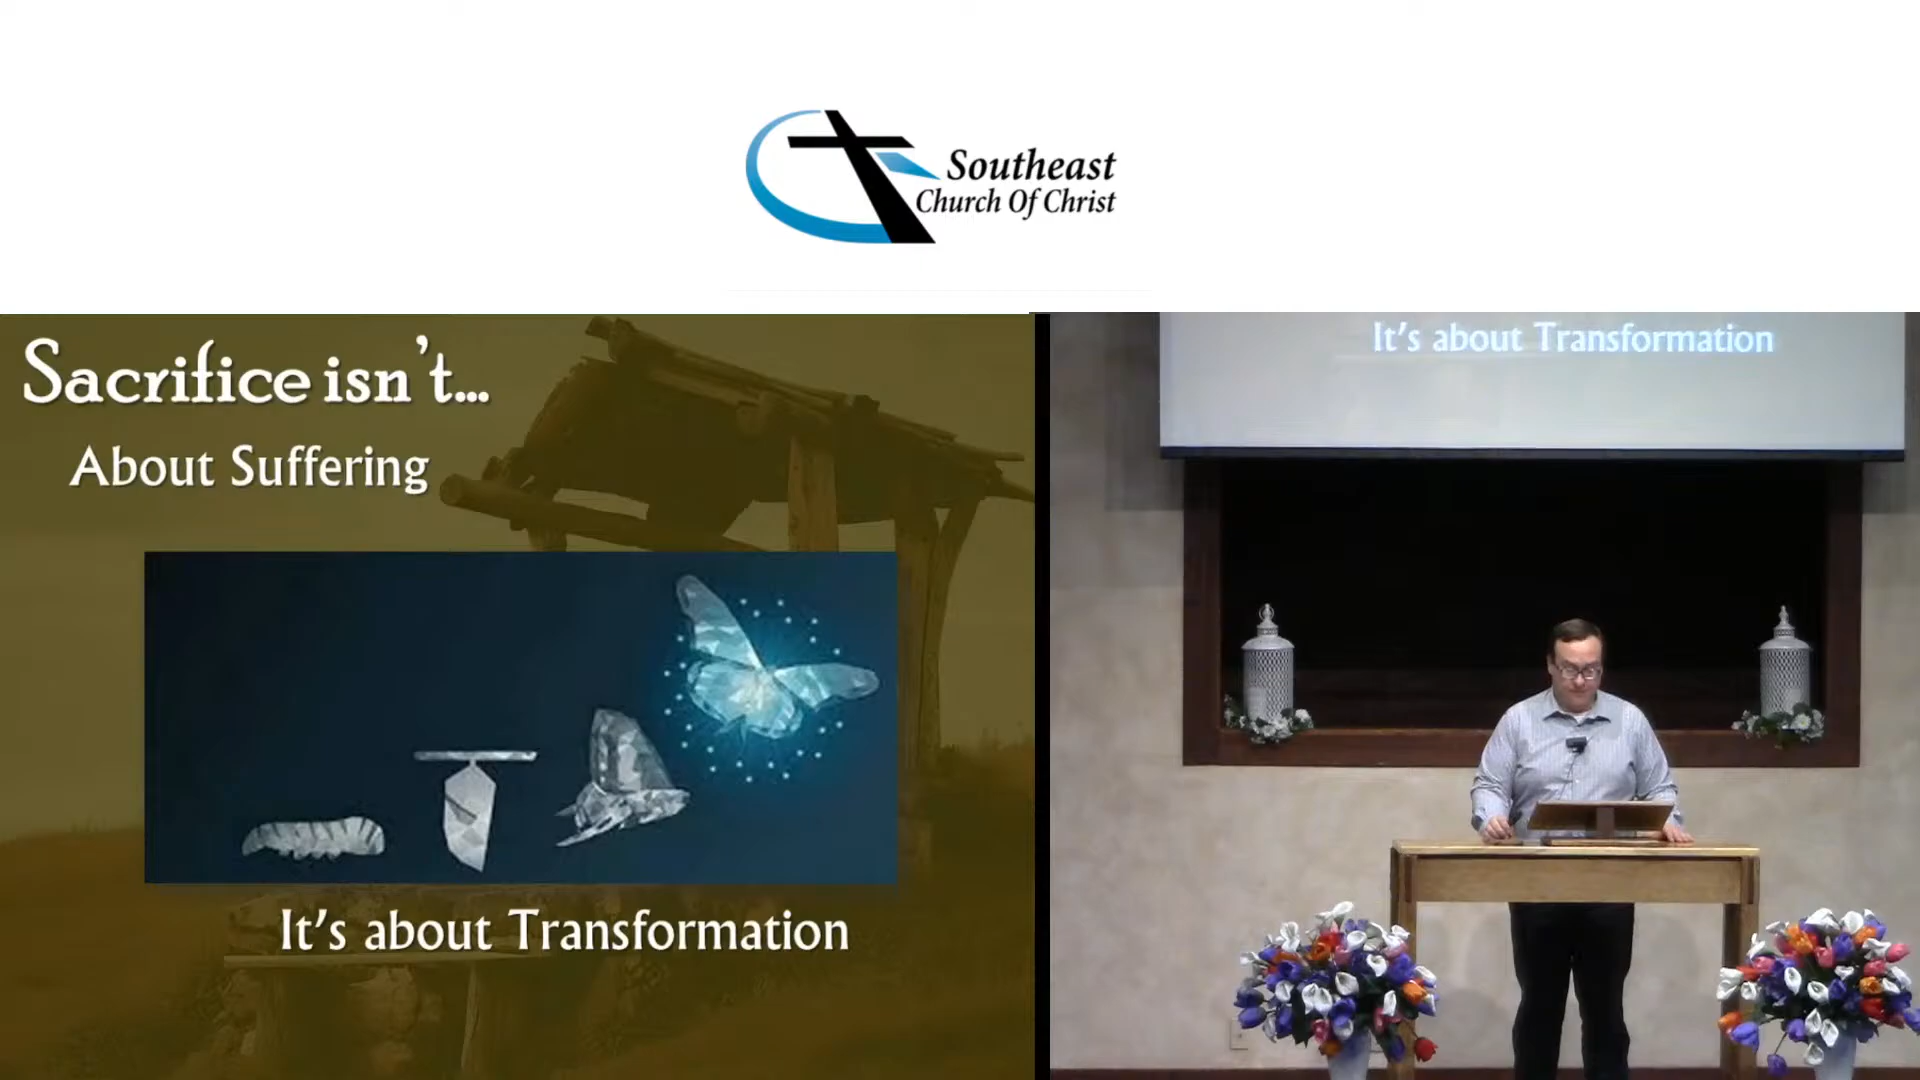 Southeast
Church Of Christ
Sacrifice isn't...
About Suffering
It's about Transformation
It's about Transformation